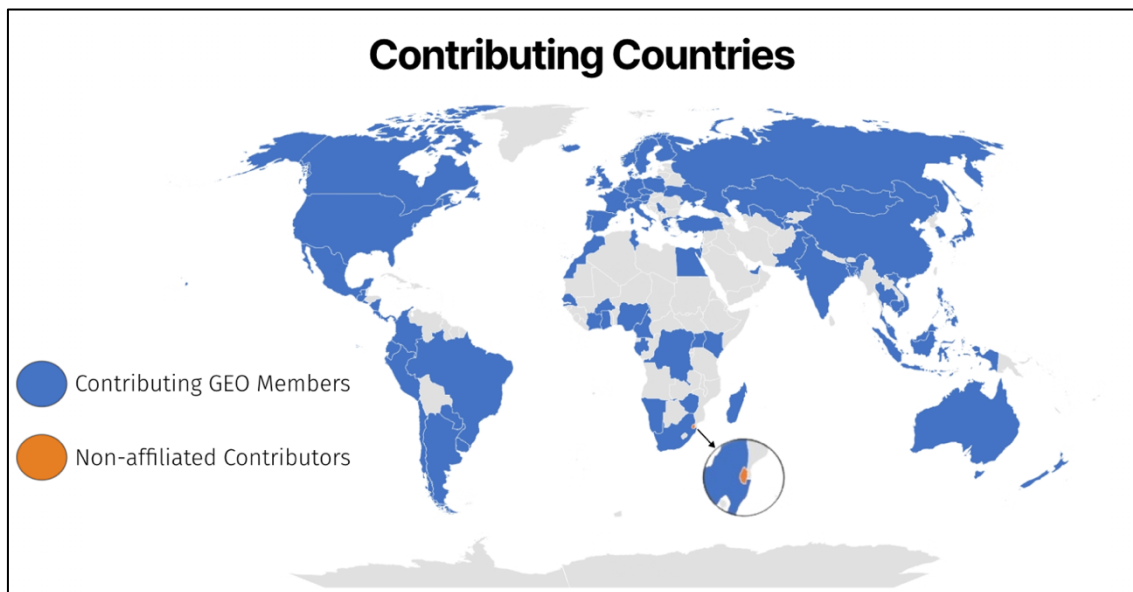 Contributing Countries
Contributing GEO Members
Non-affiliated Contributors